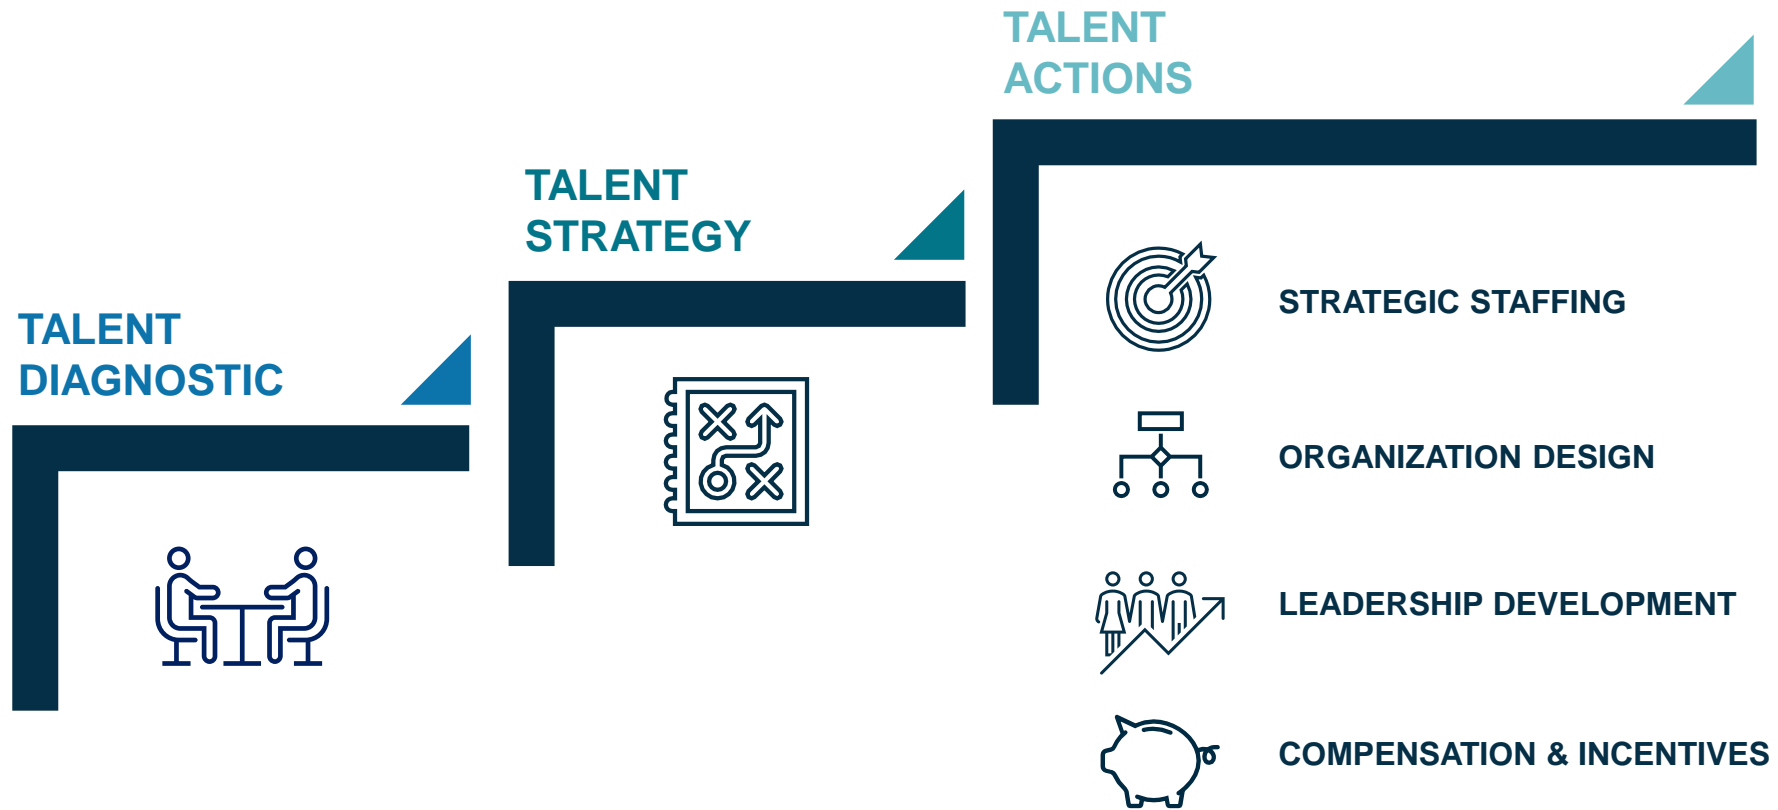 TALENT
DIAGNOSTIC
TALENT
STRATEGY
TALENT
ACTIONS
STRATEGIC STAFFING
ORGANIZATION DESIGN
LEADERSHIP DEVELOPMENT
COMPENSATION & INCENTIVES